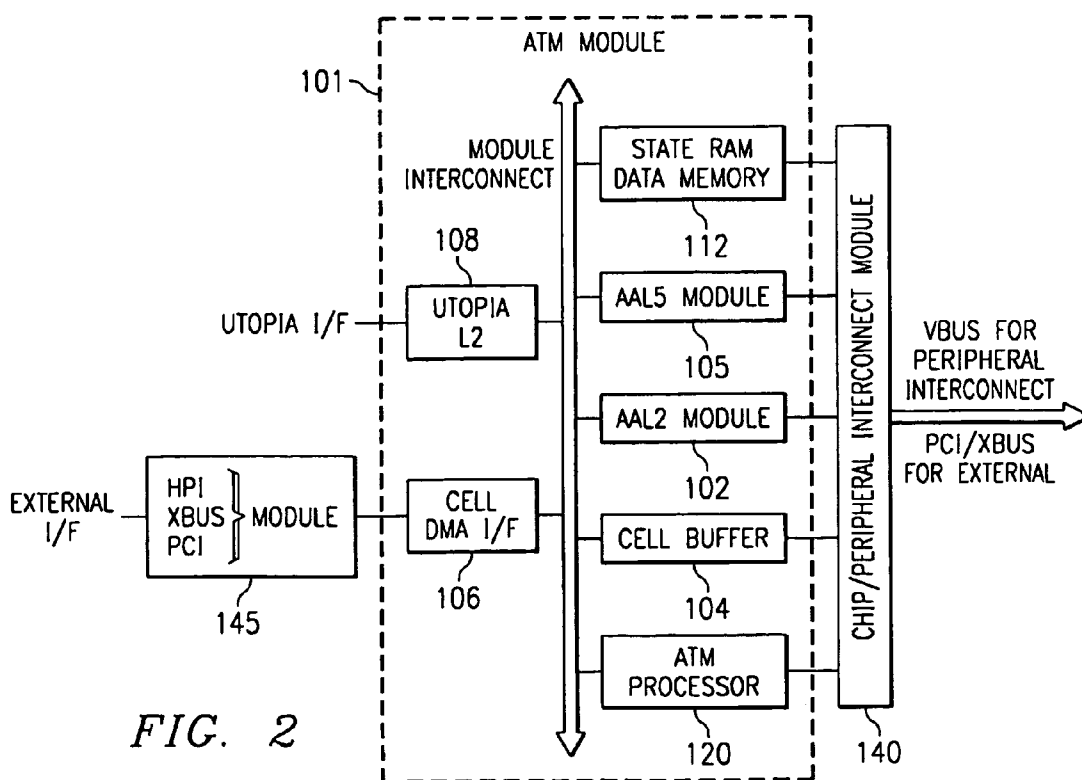 ATM MODULE
101
MODULE
INTERCONNECT
STATE RAM
DATA MEMORY
112
108
UTOPIA I/F
UTOPIA
L2
AAL5 MODULE
105
AAL2 MODULE
102
EXTERNAL
I/F
HPI
XBUS
PCI
MODULE
145
CELL
DMA I/F
106
CELL BUFFER
104
ATM
PROCESSOR
120
CHIP/PERIPHERAL INTERCONNECT MODULE
140
VBUS FOR
PERIPHERAL
INTERCONNECT
PCI/XBUS
FOR EXTERNAL
FIG. 2